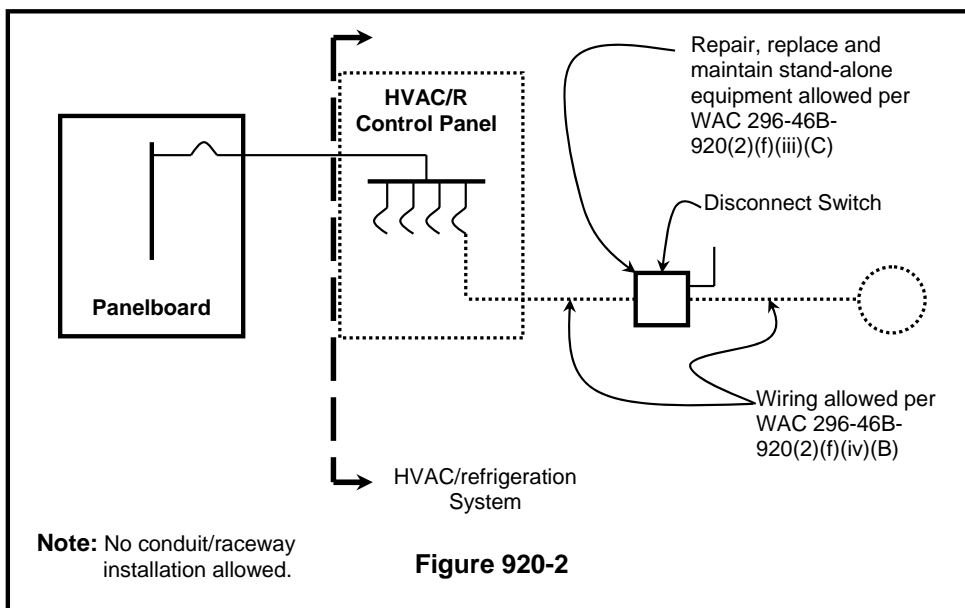 Repair, replace and
maintain stand-alone
equipment allowed per
WAC 296-46B-
920(2)(f)(iii)(C)
HVAC/R
Control Panel
Disconnect Switch
Panelboard
Wiring allowed per
WAC 296-46B-
920(2)(f)(iv)(B)
HVAC/refrigeration
System
Note: No conduit/raceway
installation allowed.
Figure 920-2